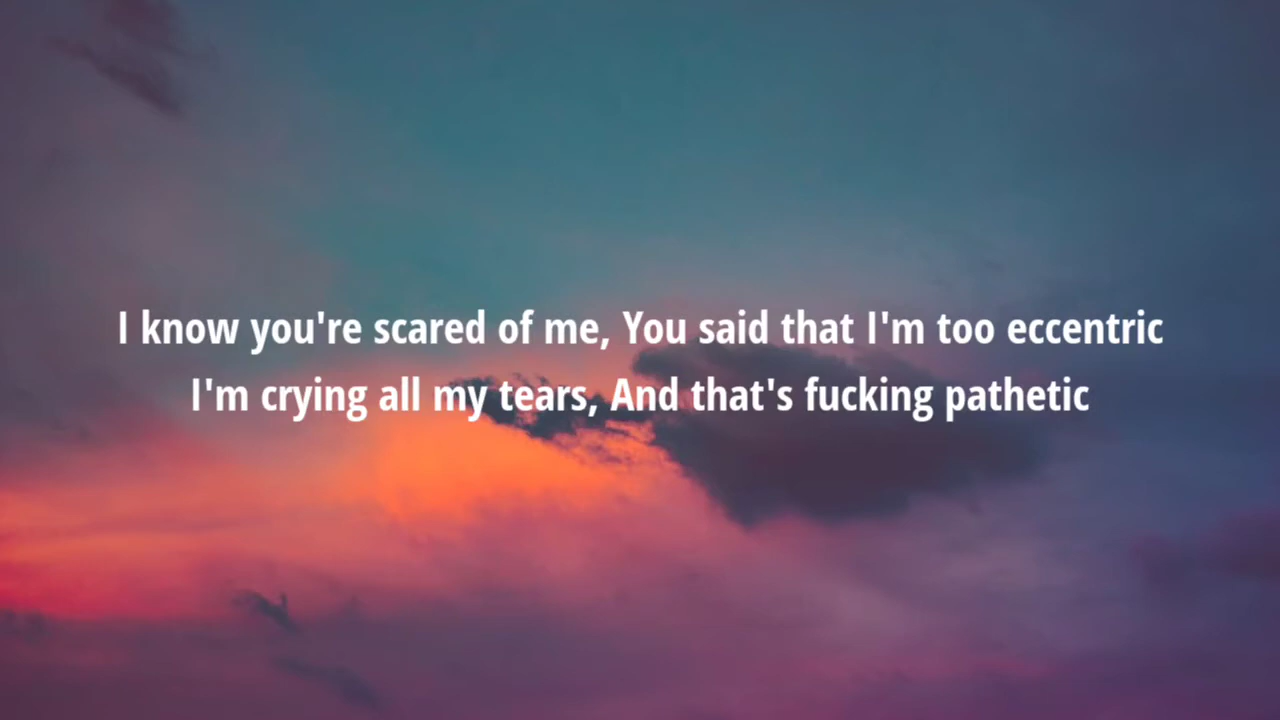 I know you're scared of me, You said that I'm too eccentric
I'm crying all my tears, And that's fucking pathetic